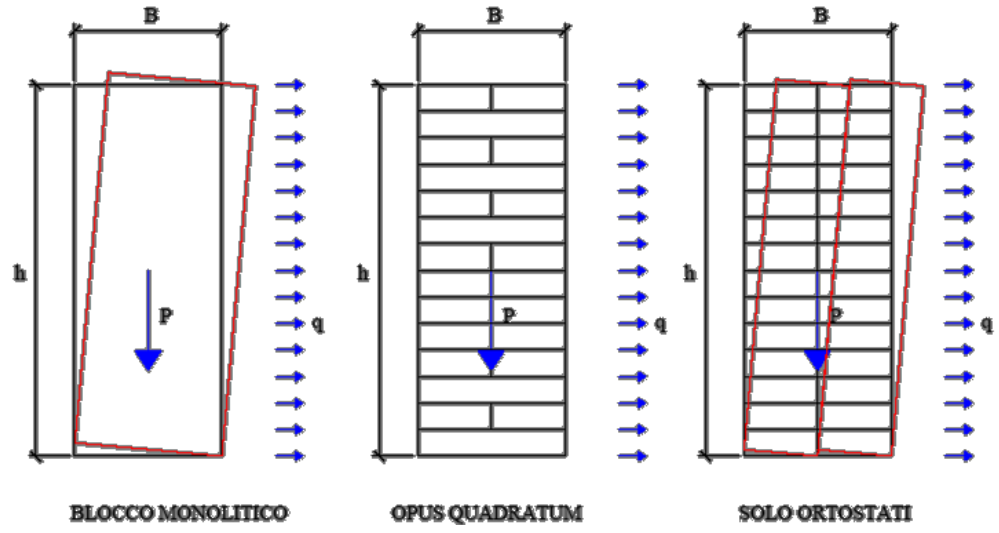 B B B
h h h
P P P
q q q
BLOCCO MONOLITICO OPUS QUADRATUM SOLO ORTOSTATI